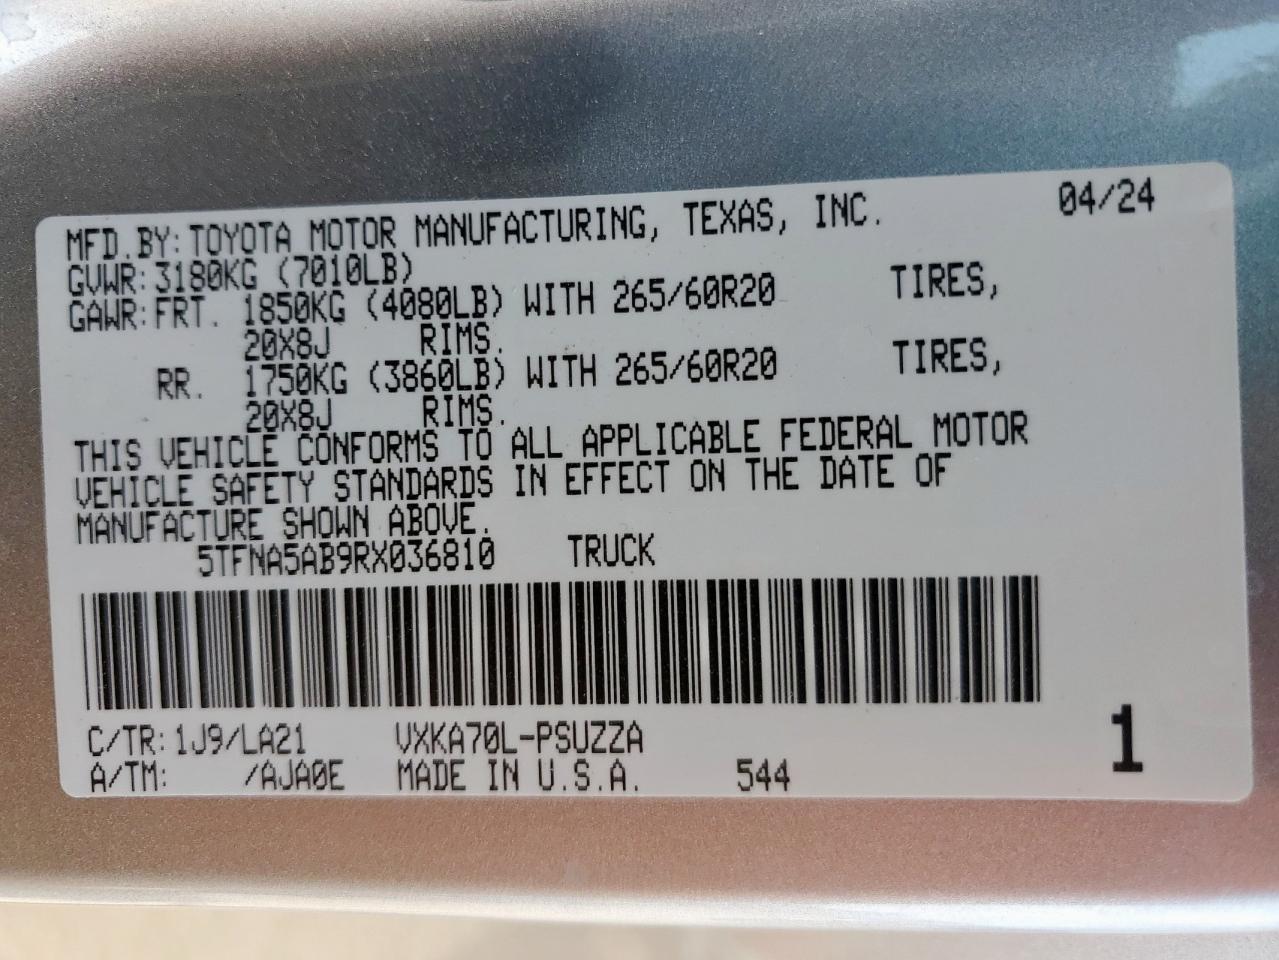 MFD.BY:TOYOTA MOTOR MANUFACTURING, TEXAS, INC. 04/24
GVWR:3180KG (7010LB)
GAWR:FRT. 1850KG (4080LB) WITH 265/60R20 TIRES,
20X8J RIMS.
RR. 1750KG (3860LB) WITH 265/60R20 TIRES,
20X8J RIMS.
THIS VEHICLE CONFORMS TO ALL APPLICABLE FEDERAL MOTOR
VEHICLE SAFETY STANDARDS IN EFFECT ON THE DATE OF
MANUFACTURE SHOWN ABOVE.
5TFNA5AB9RX036810 TRUCK
C/TR:1J9/LA21 VXKA70L-PSUZZA
A/TM: /AJA0E MADE IN U.S.A. 544
1